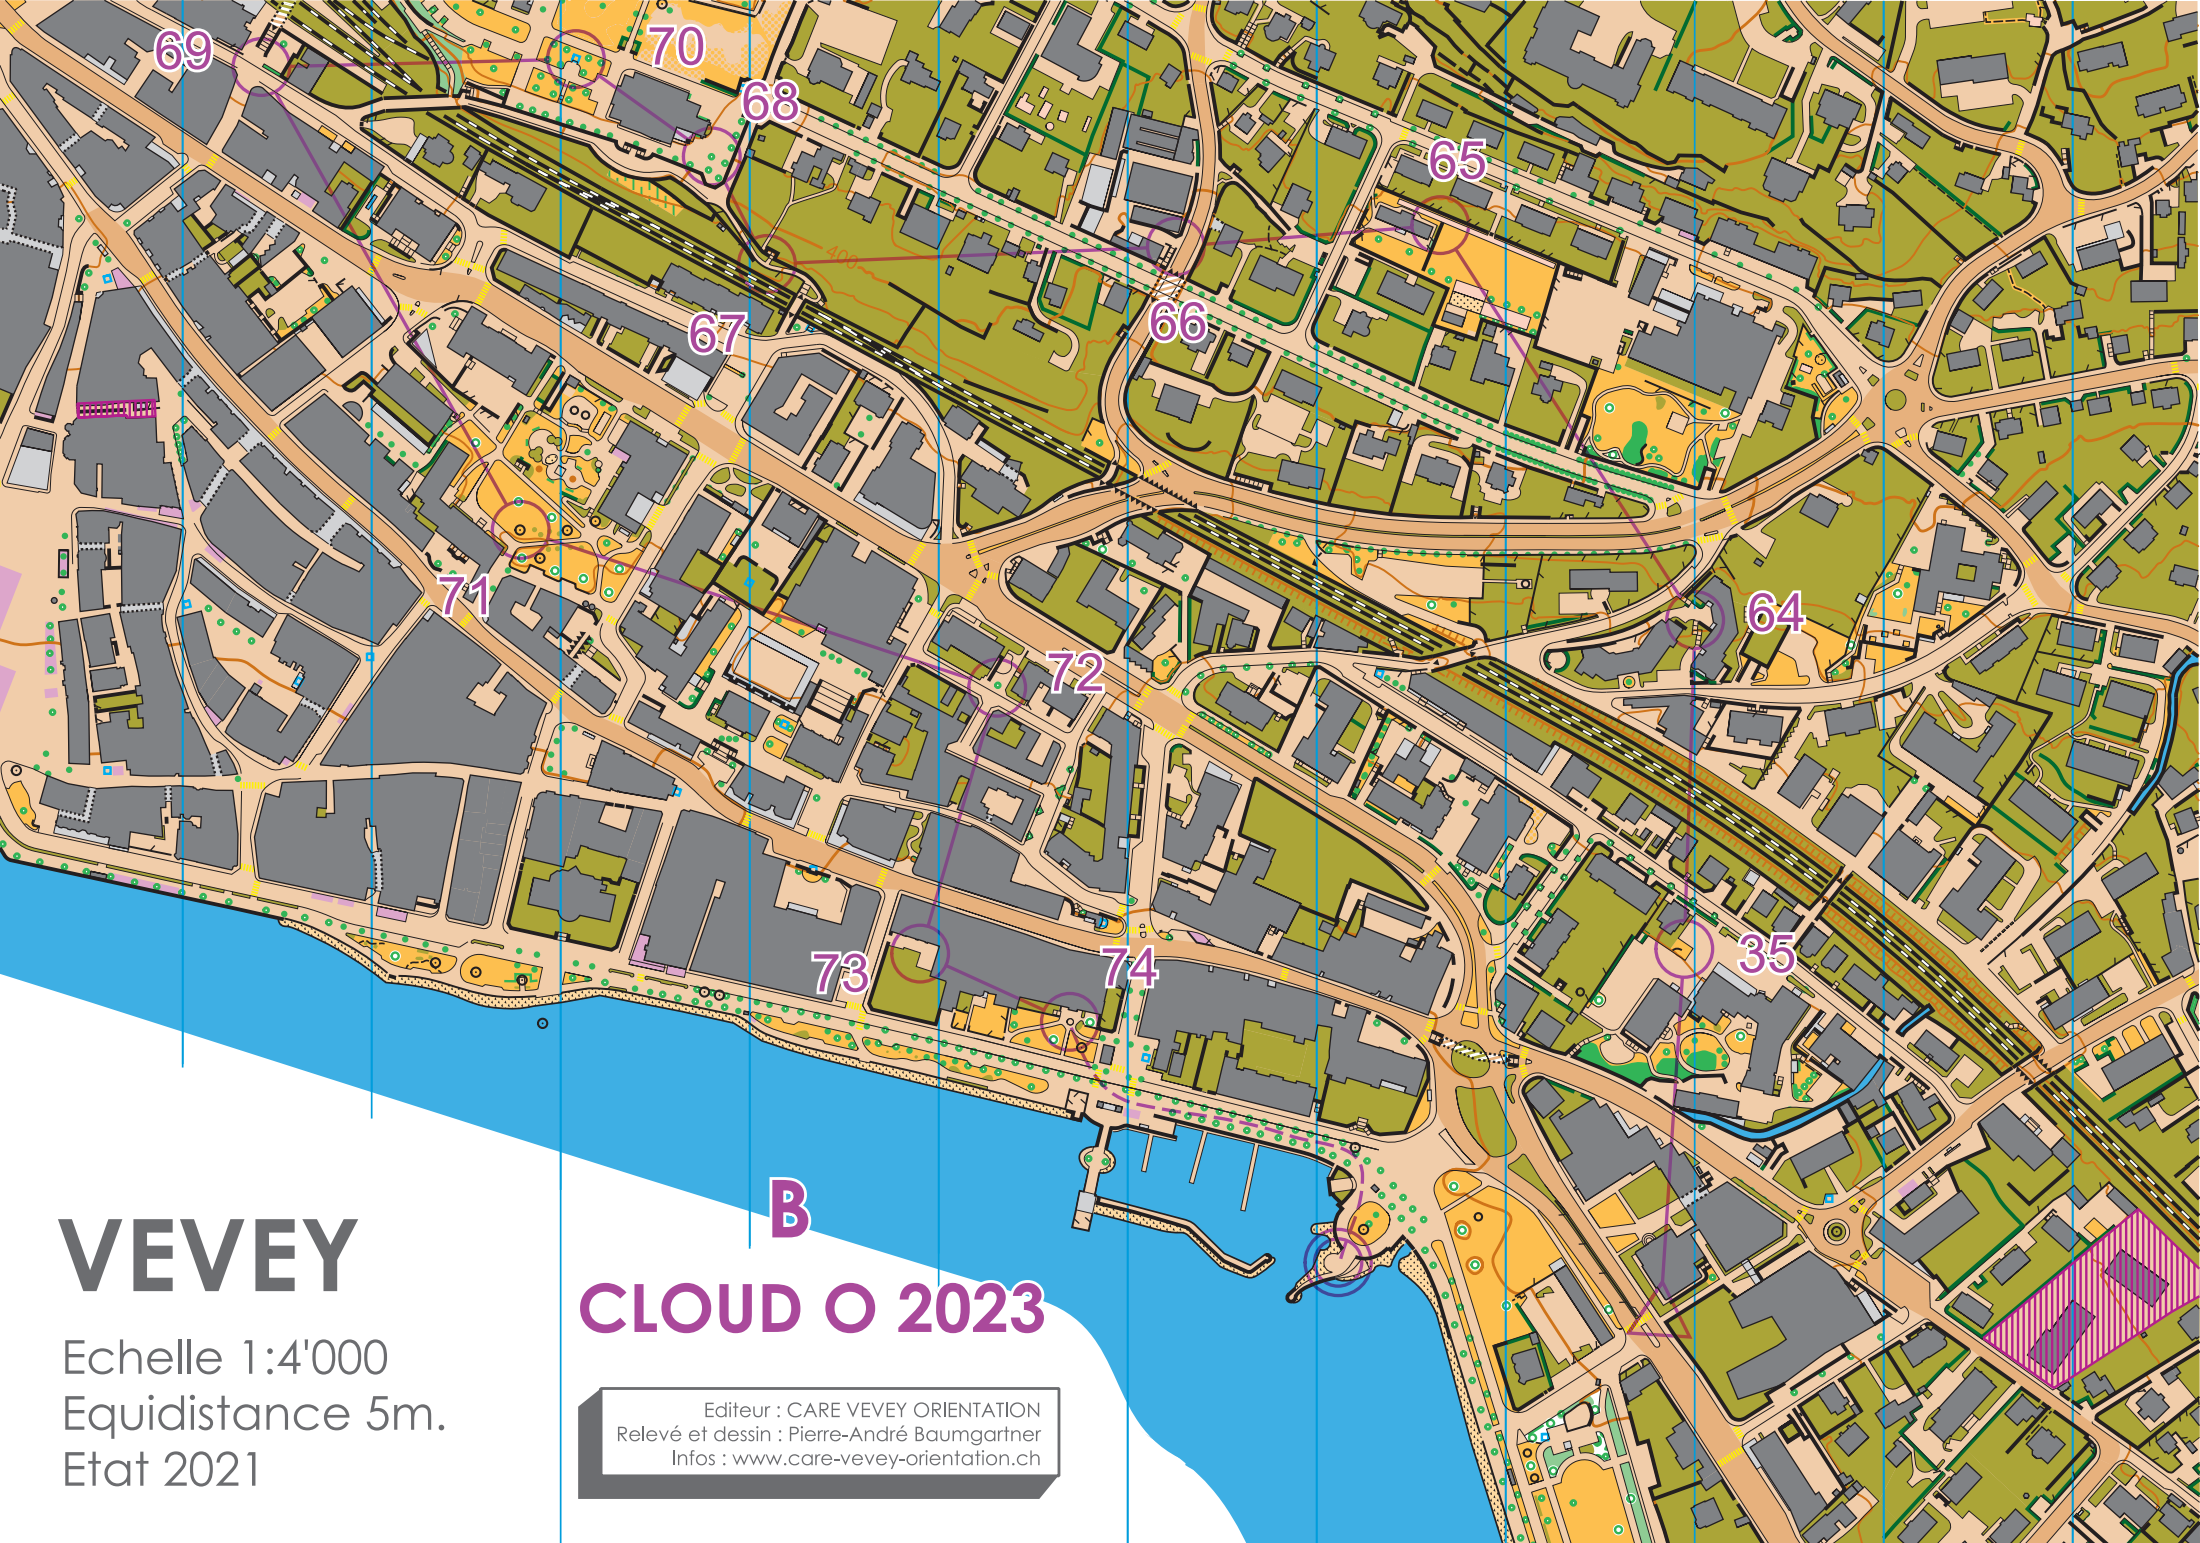 69
70
68
65
400
67
66
71
64
72
73
74
35
B
CLOUD O 2023
VEVEY
Echelle 1:4'000
Equidistance 5m.
Etat 2021
Editeur : CARE VEVEY ORIENTATION
Relevé et dessin : Pierre-André Baumgartner
Infos : www.care-vevey-orientation.ch